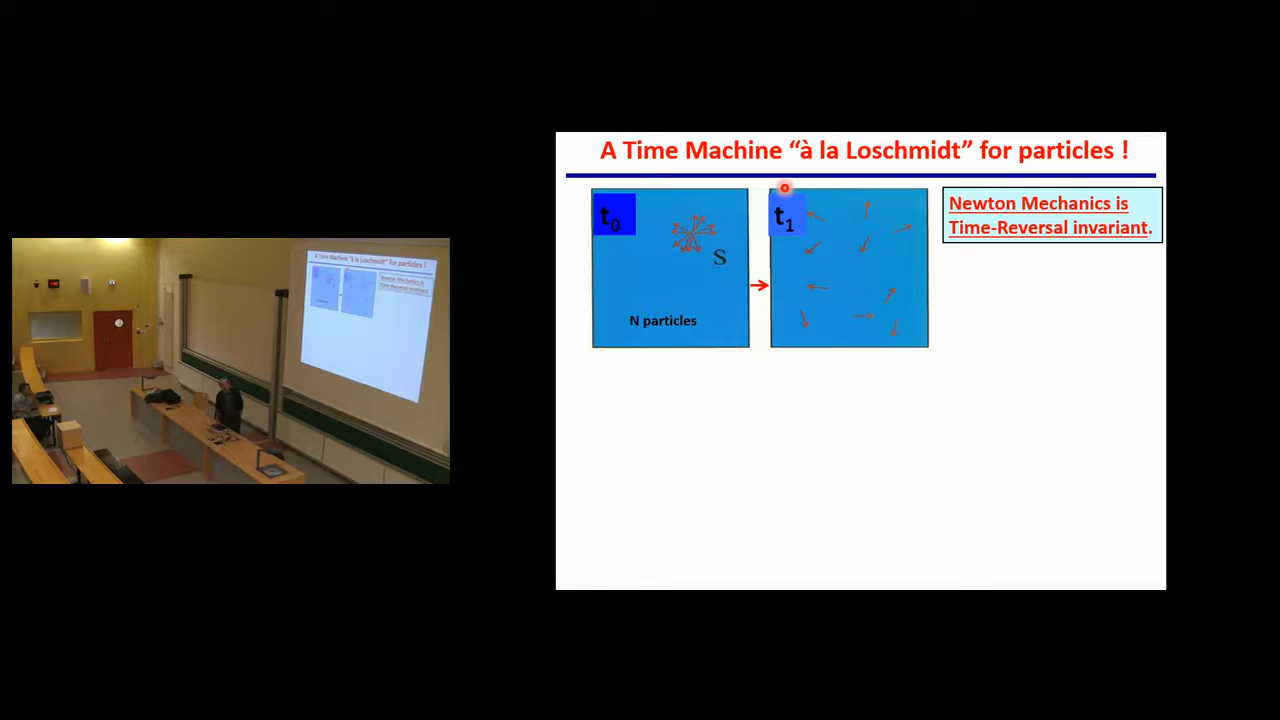 A Time Machine “à la Loschmidt” for particles !
t0
S
N particles
t1
Newton Mechanics is
Time-Reversal invariant.